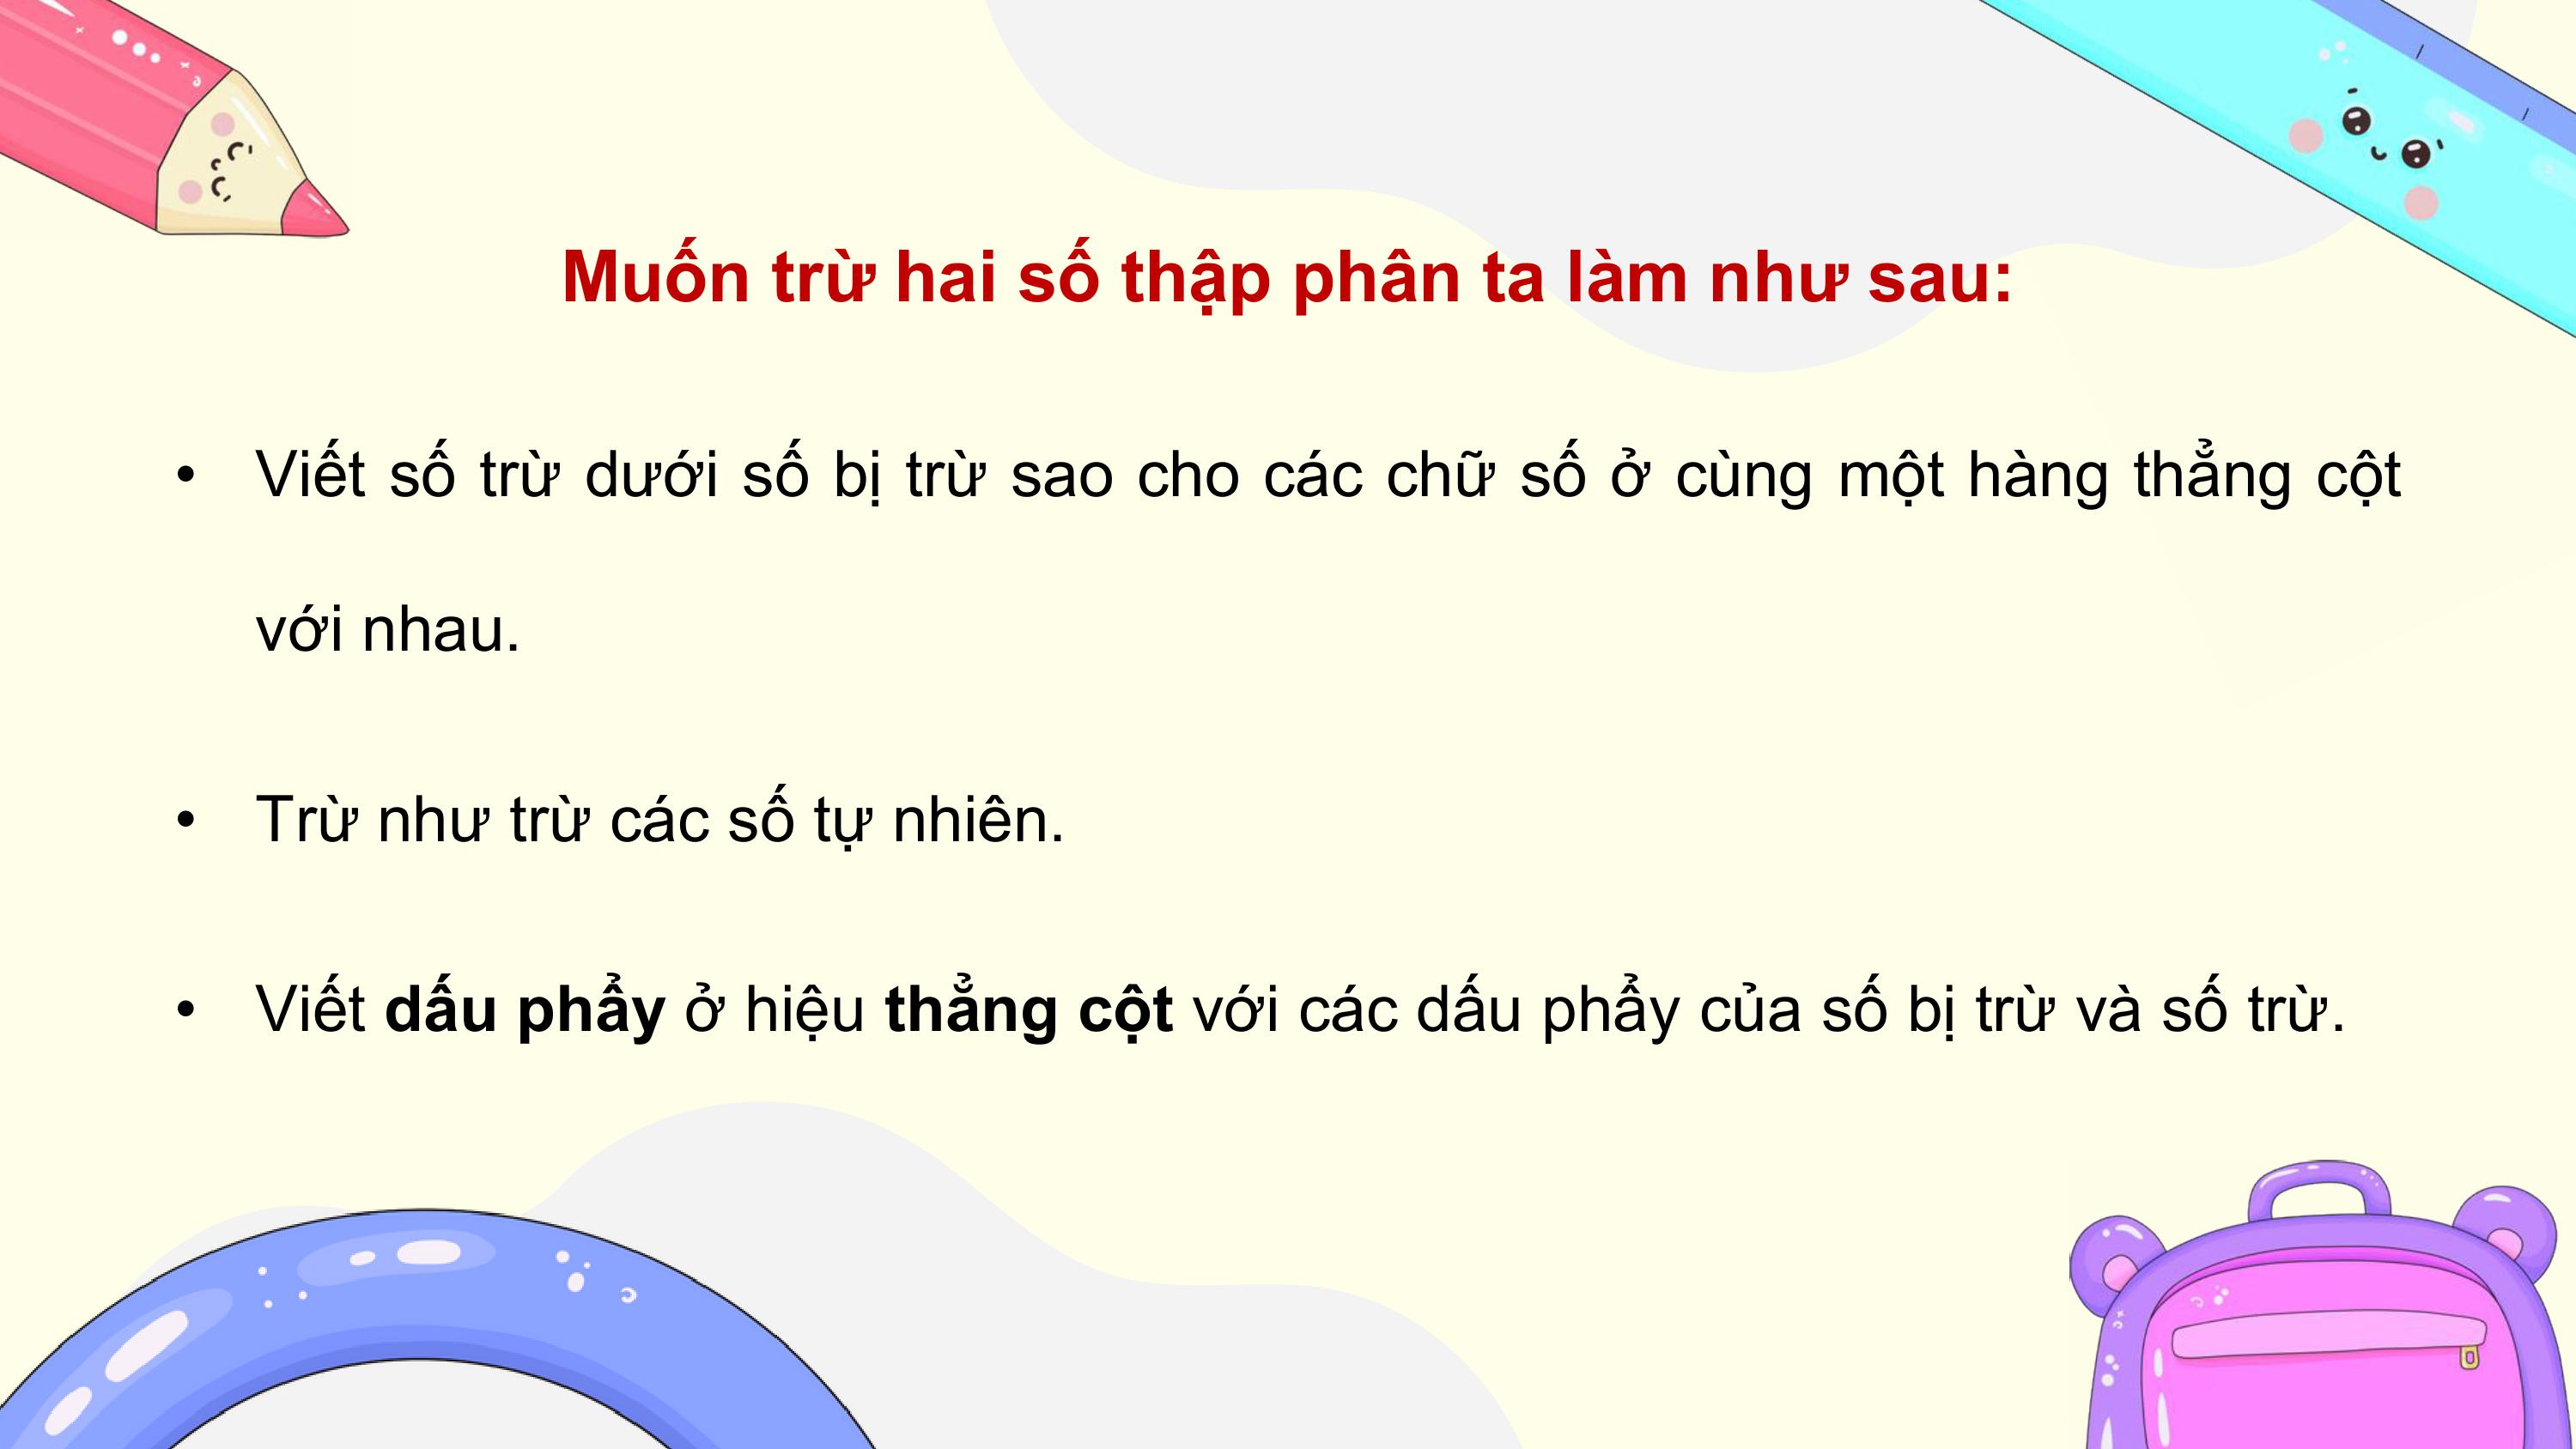 Muốn trừ hai số thập phân ta làm như sau:
• Viết số trừ dưới số bị trừ sao cho các chữ số ở cùng một hàng thẳng cột
với nhau.
• Trừ như trừ các số tự nhiên.
• Viết dấu phẩy ở hiệu thẳng cột với các dấu phẩy của số bị trừ và số trừ.